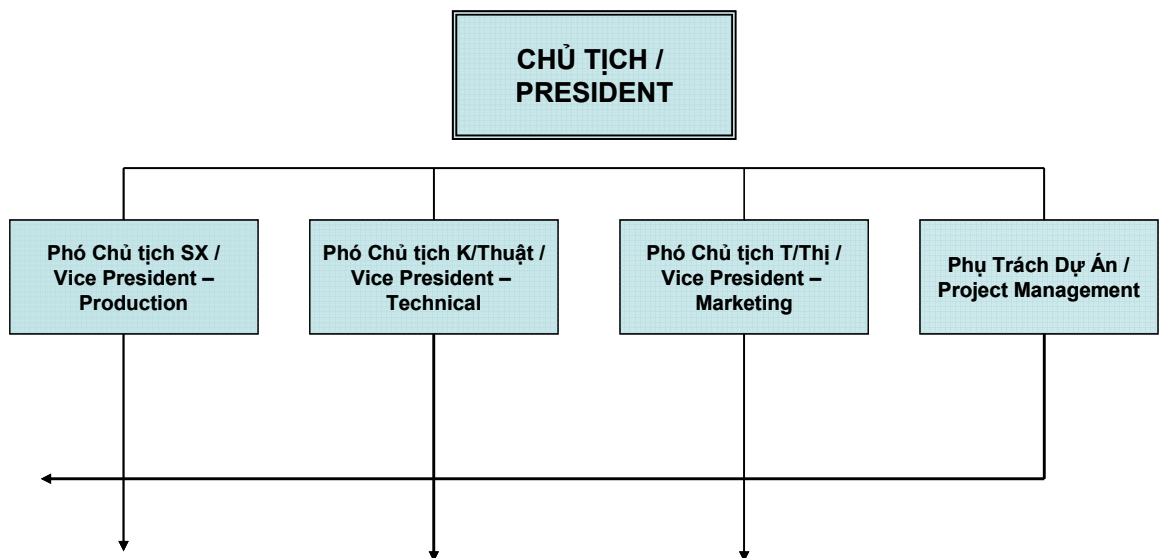 CHỦ TỊCH /
PRESIDENT
Phó Chủ tịch SX /
Vice President –
Production
Phó Chủ tịch K/Thuật /
Vice President –
Technical
Phó Chủ tịch T/Thị /
Vice President –
Marketing
Phụ Trách Dự Án /
Project Management